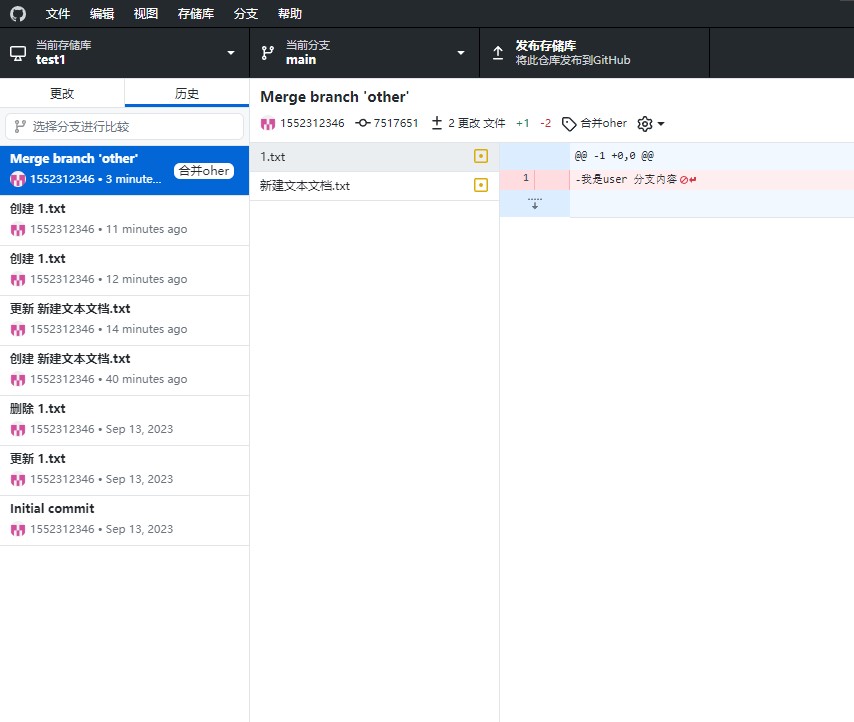 文件 编辑 视图 存储库 分支 帮助
当前存储库
test1
当前分支
main
发布存储库
将此仓库发布到GitHub
更改 历史
选择分支进行比较
Merge branch 'other'
1552312346 • 3 minute...
合并oher
创建 1.txt
1552312346 • 11 minutes ago
创建 1.txt
1552312346 • 12 minutes ago
更新 新建文本文档.txt
1552312346 • 14 minutes ago
创建 新建文本文档.txt
1552312346 • 40 minutes ago
删除 1.txt
1552312346 • Sep 13, 2023
更新 1.txt
1552312346 • Sep 13, 2023
Initial commit
1552312346 • Sep 13, 2023
Merge branch 'other'
1552312346 7517651 2 更改 文件 +1 -2 合并oher
1.txt
新建文本文档.txt
@@ -1 +0,0 @@
1 -我是user 分支内容